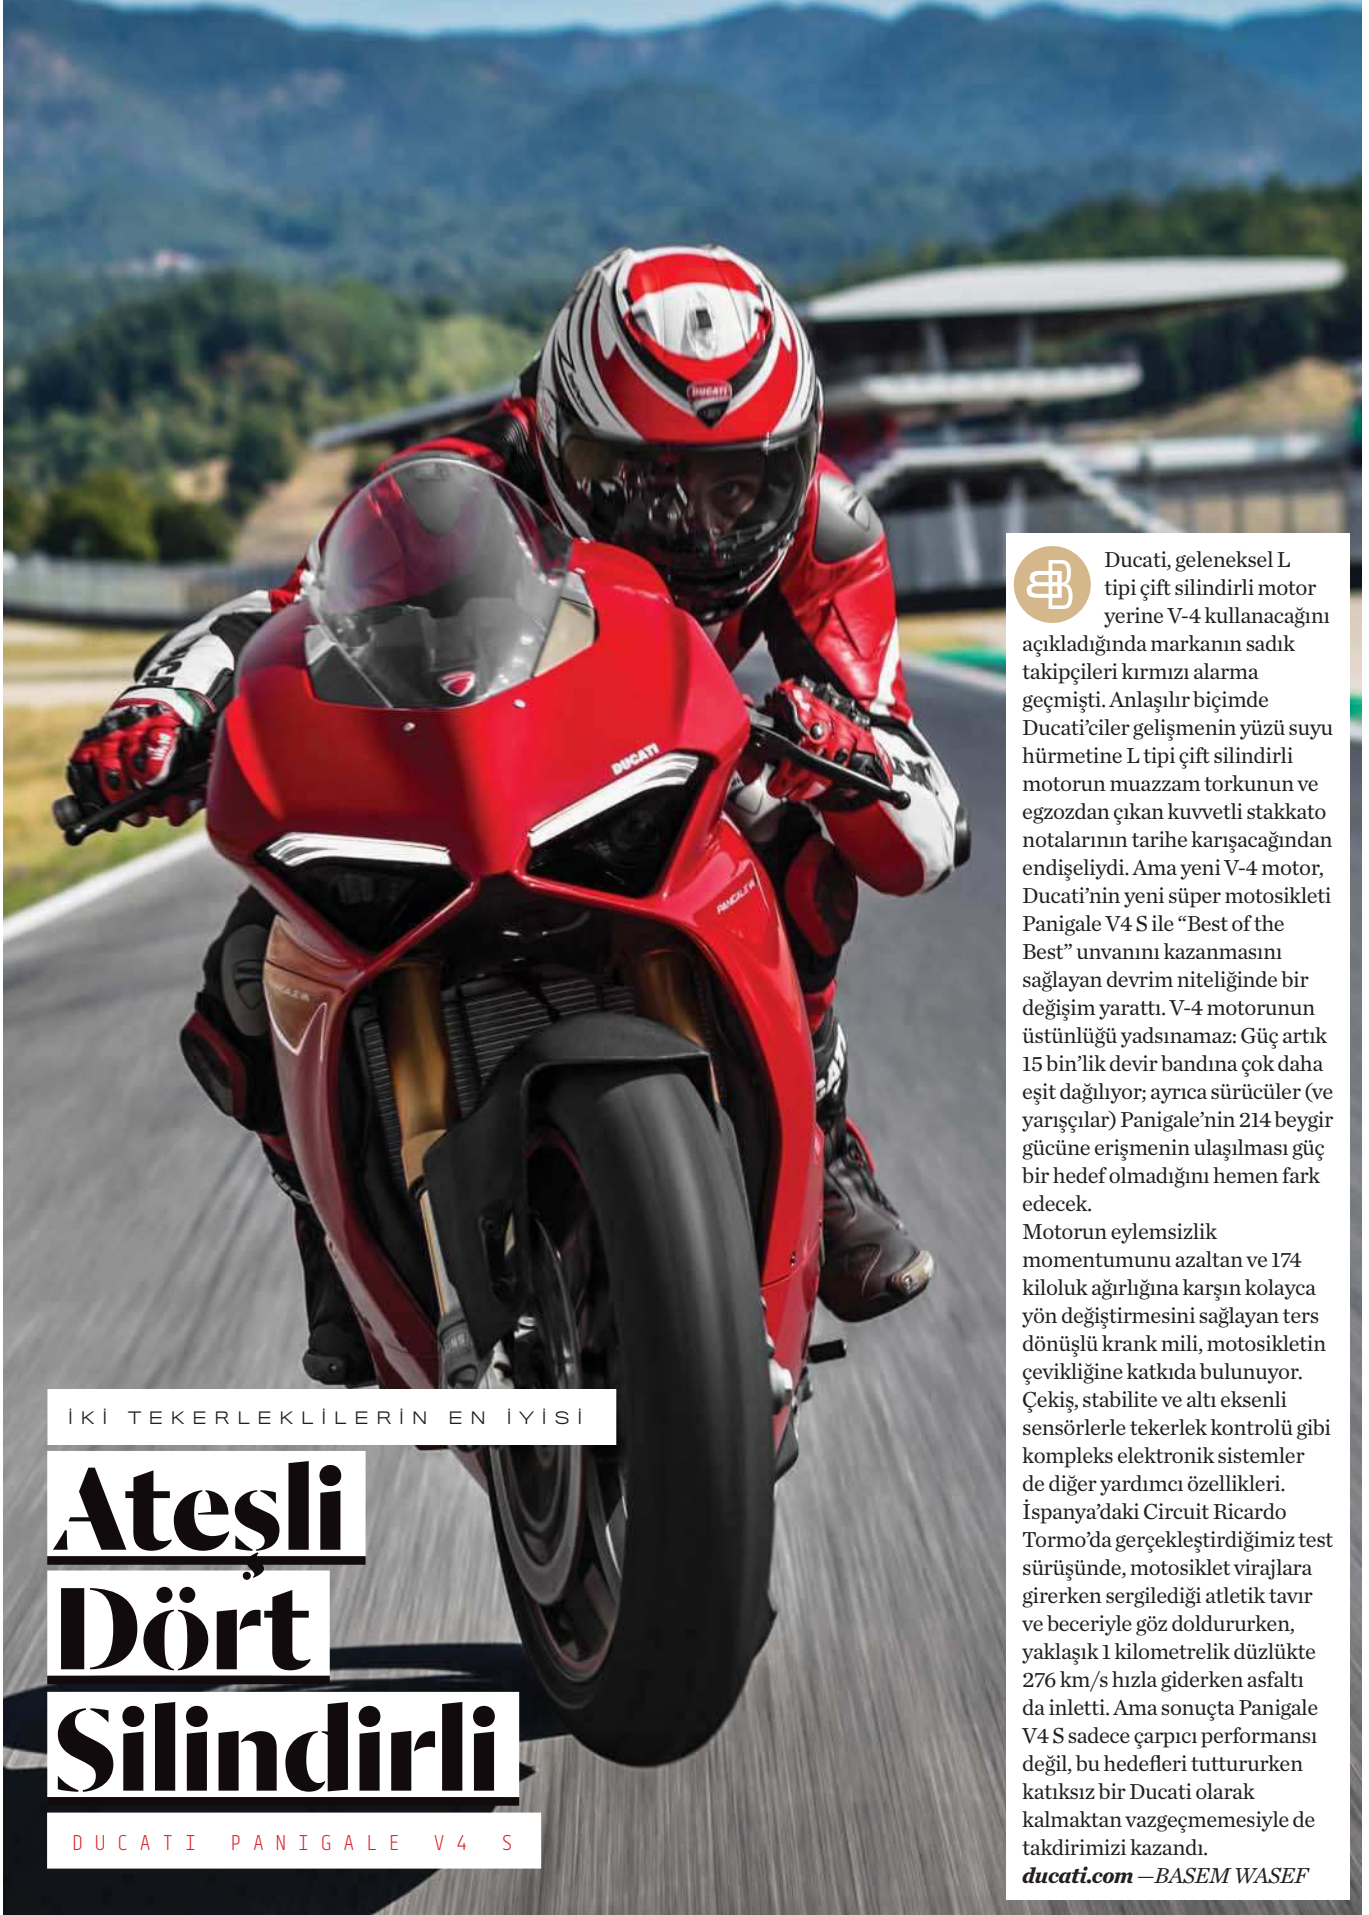 DUCATI
DUCATI
PANIGALE V4
İKİ TEKERLEKLİLERİN EN İYİSİ
Ateşli
Dört
Silindirli
DUCATI PANIGALE V4 S
Ducati, geleneksel L
tipi çift silindirli motor
yerine V-4 kullanacağını
açıkladığında markanın sadık
takipçileri kırmızı alarma
geçmişti. Anlaşılır biçimde
Ducati’ciler gelişmenin yüzü suyu
hürmetine L tipi çift silindirli
motorun muazzam torkunun ve
egzozdan çıkan kuvvetli stakkato
notalarının tarihe karışacağından
endişeliydi. Ama yeni V-4 motor,
Ducati’nin yeni süper motosikleti
Panigale V4 S ile “Best of the
Best” unvanını kazanmasını
sağlayan devrim niteliğinde bir
değişim yarattı. V-4 motorunun
üstünlüğü yadsınamaz: Güç artık
15 bin’lik devir bandına çok daha
eşit dağılıyor; ayrıca sürücüler (ve
yarışçılar) Panigale’nin 214 beygir
gücüne erişmenin ulaşılması güç
bir hedef olmadığını hemen fark
edecek.
Motorun eylemsizlik
momentumunu azaltan ve 174
kiloluk ağırlığına karşın kolayca
yön değiştirmesini sağlayan ters
dönüşlü krank mili, motosikletin
çevikliğine katkıda bulunuyor.
Çekiş, stabilite ve altı eksenli
sensörlerle tekerlek kontrolü gibi
kompleks elektronik sistemler
de diğer yardımcı özellikleri.
İspanya’daki Circuit Ricardo
Tormo’da gerçekleştirdiğimiz test
sürüşünde, motosiklet virajlara
girerken sergilediği atletik tavır
ve beceriyle göz doldururken,
yaklaşık 1 kilometrelik düzlükte
276 km/s hızla giderken asfaltı
da inletti. Ama sonuçta Panigale
V4 S sadece çarpıcı performansı
değil, bu hedefleri tuttururken
katıksız bir Ducati olarak
kalmaktan vazgeçmemesiyle de
takdirimizi kazandı.
ducati.com —BASEM WASEF